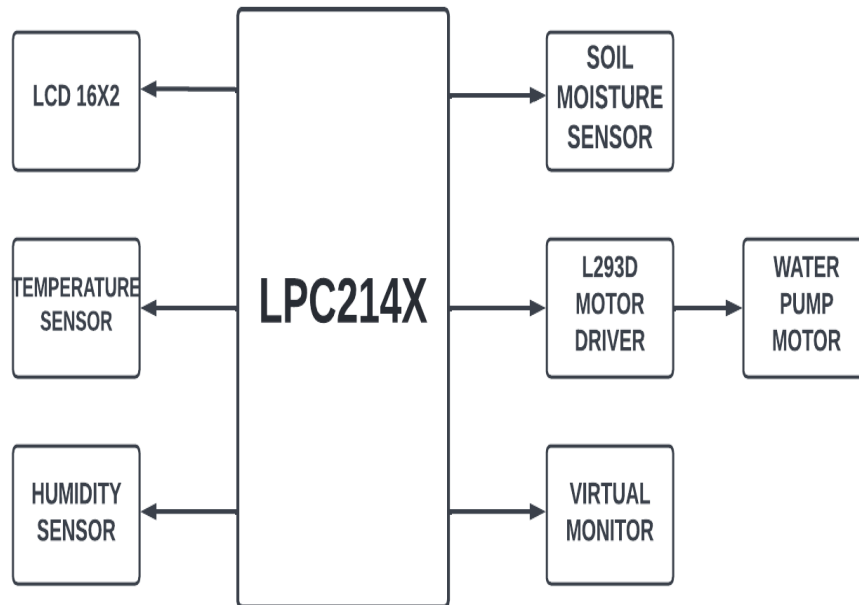 LCD 16X2
TEMPERATURE
SENSOR
HUMIDITY
SENSOR
LPC214X
SOIL
MOISTURE
SENSOR
L293D
MOTOR
DRIVER
WATER
PUMP
MOTOR
VIRTUAL
MONITOR